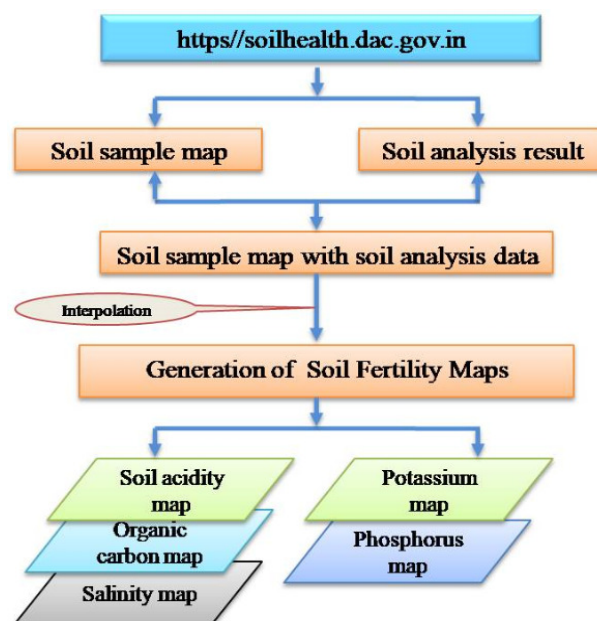 https//soilhealth.dac.gov.in
Soil sample map
Soil analysis result
Soil sample map with soil analysis data
Interpolation
Generation of Soil Fertility Maps
Soil acidity
map
Organic
carbon map
Salinity map
Potassium
map
Phosphorus
map